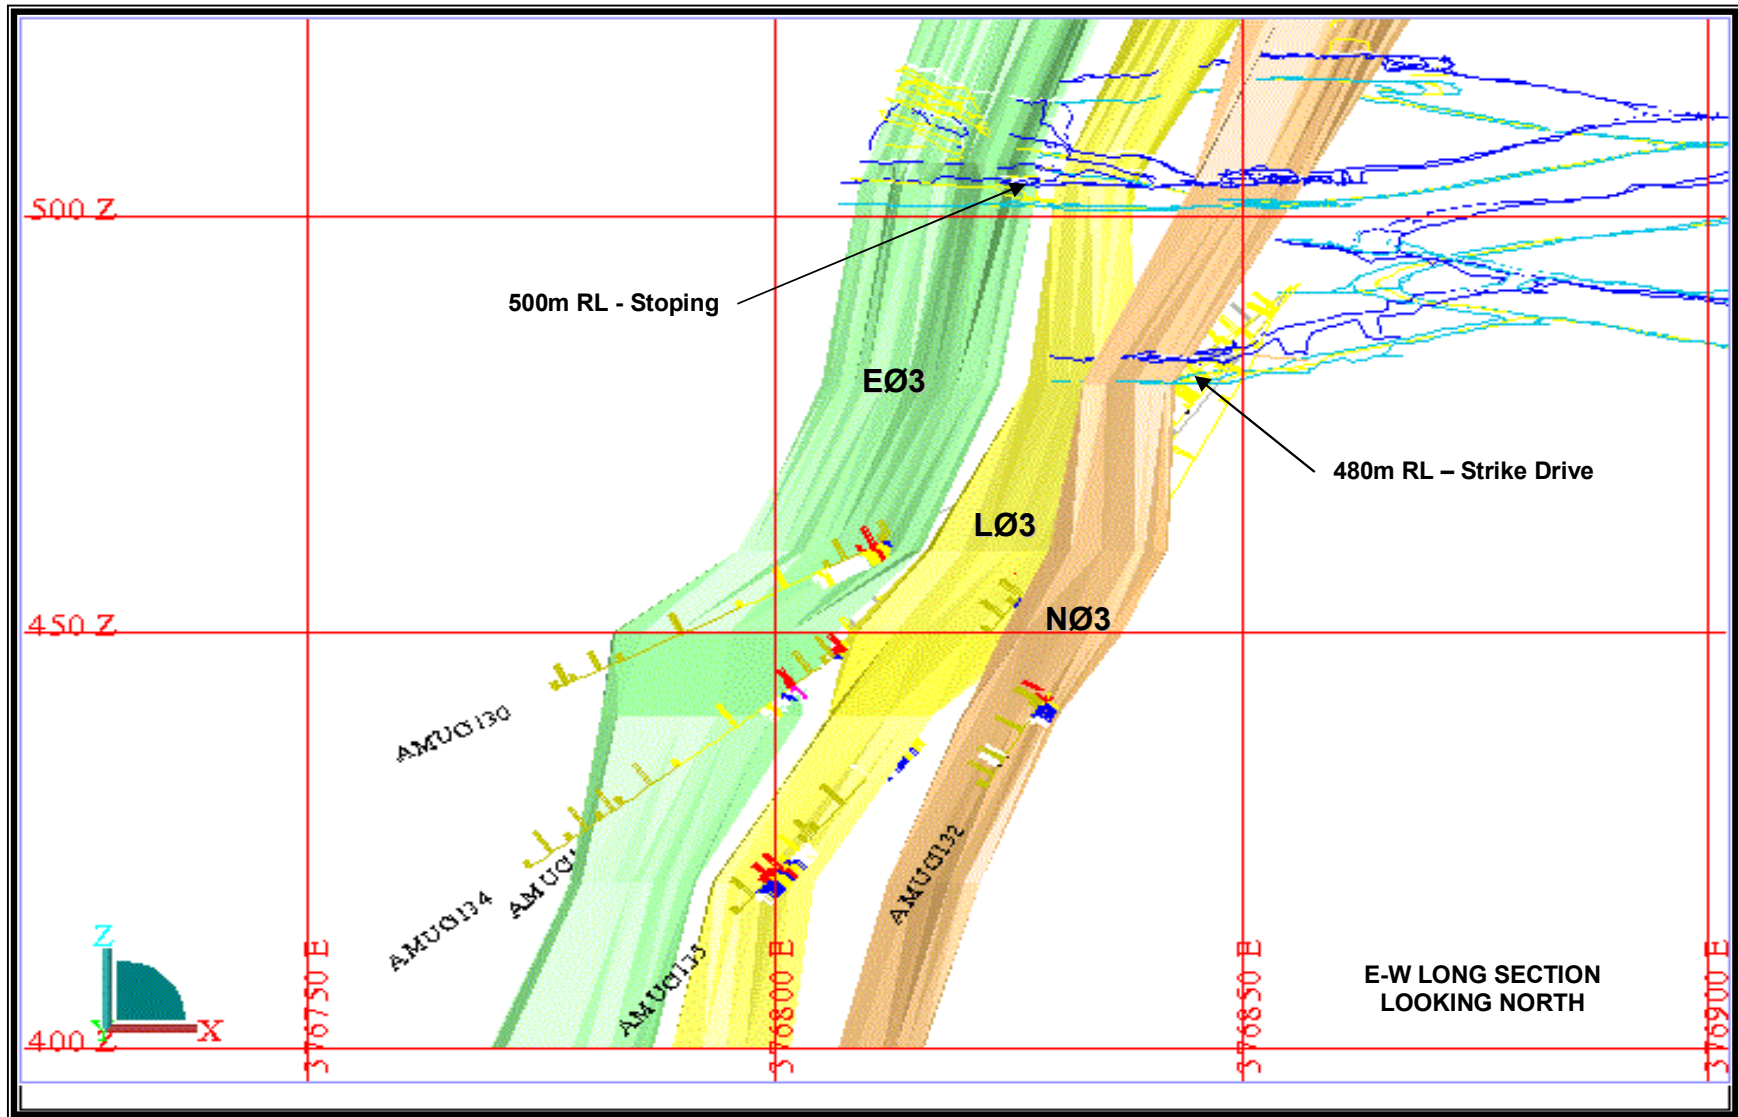 500 Z
500m RL - Stoping
EØ3
480m RL – Strike Drive
LØ3
NØ3
450 Z
AMUG130
AMUG132
AMUG134
AMUG135
Z
X
Y
E-W LONG SECTION
LOOKING NORTH
400 Z
376750 E
376800 E
376850 E
376900 E